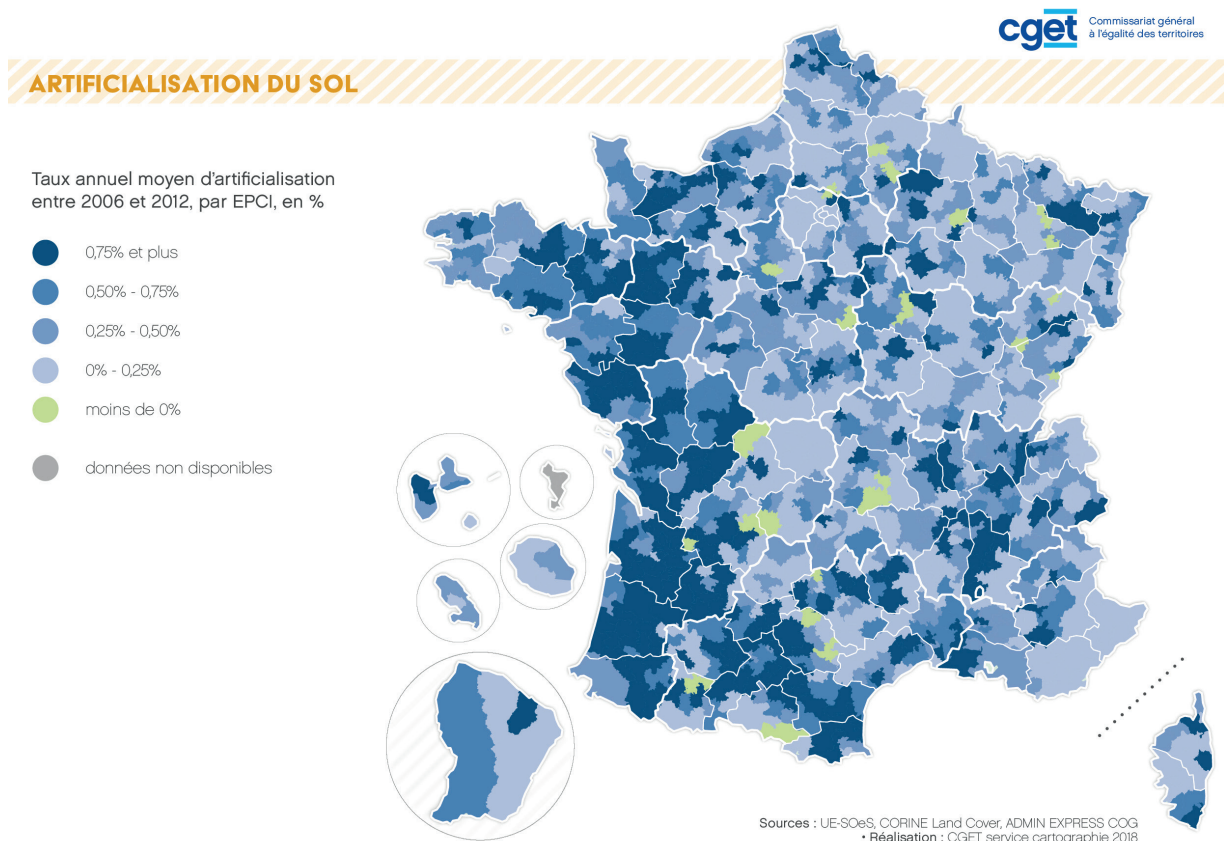 cget
Commissariat général
à l'égalité des territoires
ARTIFICIALISATION DU SOL
Taux annuel moyen d'artificialisation
entre 2006 et 2012, par EPCI, en %
0,75% et plus
0,50% - 0,75%
0,25% - 0,50%
0% - 0,25%
moins de 0%
données non disponibles
Sources : UE-SOeS, CORINE Land Cover, ADMIN EXPRESS COG
• Réalisation : CGET service cartographie 2018